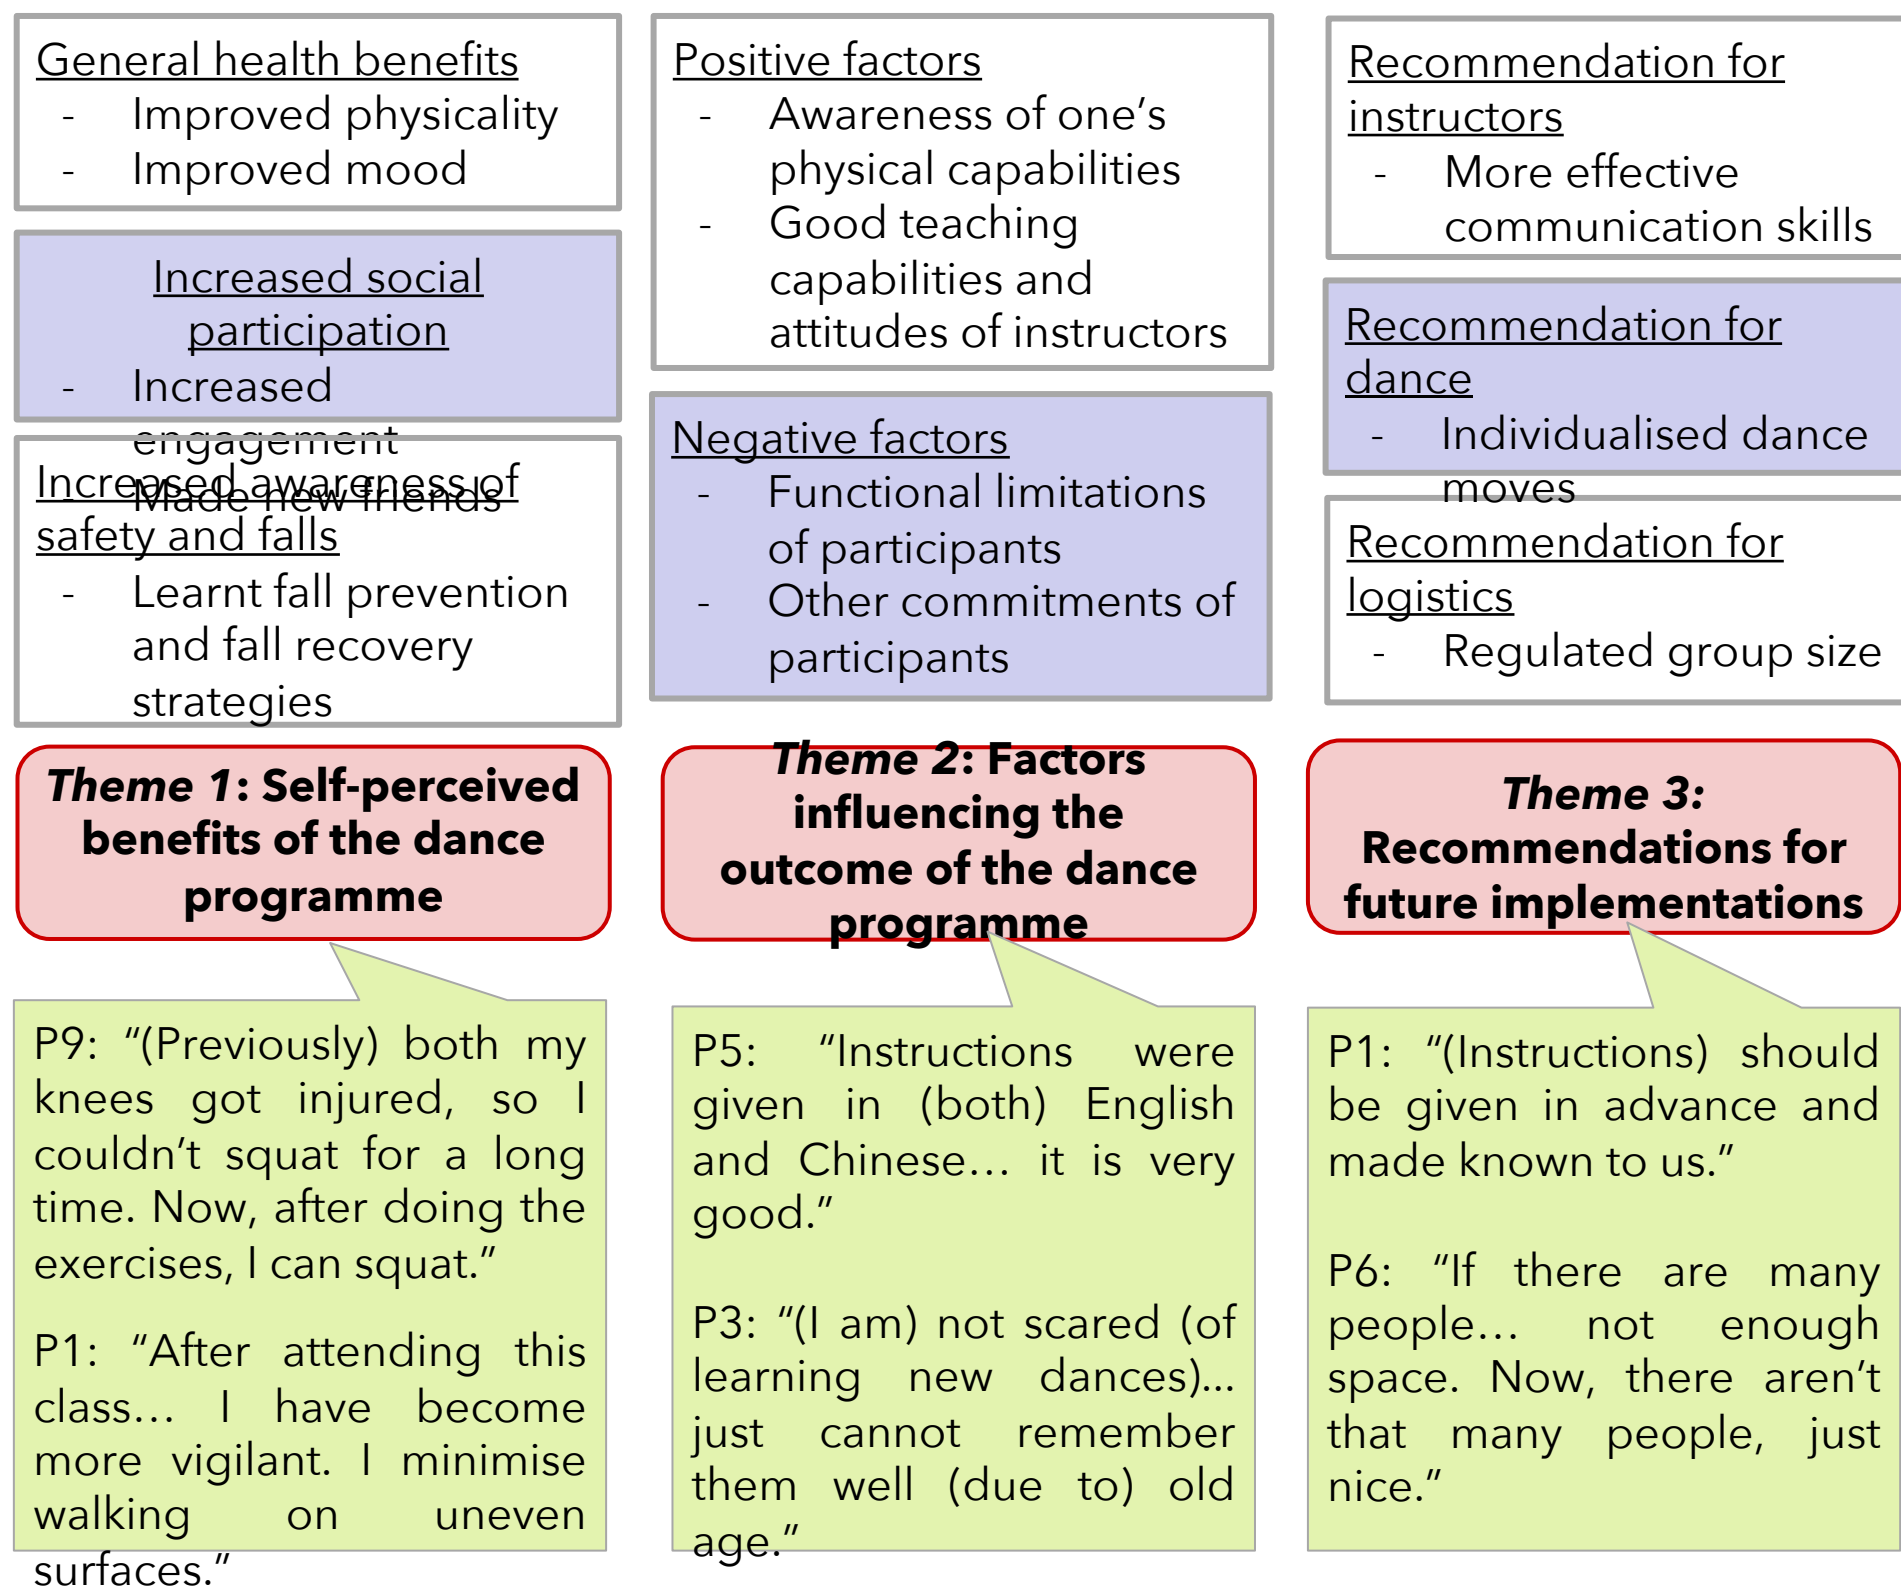 General health benefits
- Improved physicality
- Improved mood
Increased social
participation
- Increased
engagement
- Made new friends
Increased awareness of
safety and falls
- Learnt fall prevention
and fall recovery
strategies
Theme 1: Self-perceived
benefits of the dance
programme
P9: “(Previously) both my
knees got injured, so I
couldn’t squat for a long
time. Now, after doing the
exercises, I can squat.”
P1: “After attending this
class… I have become
more vigilant. I minimise
walking on uneven
surfaces.”
Positive factors
- Awareness of one’s
physical capabilities
- Good teaching
capabilities and
attitudes of instructors
Negative factors
- Functional limitations
of participants
- Other commitments of
participants
Theme 2: Factors
influencing the
outcome of the dance
programme
P5: “Instructions were
given in (both) English
and Chinese… it is very
good.”
P3: “(I am) not scared (of
learning new dances)...
just cannot remember
them well (due to) old
age.”
Recommendation for
instructors
- More effective
communication skills
Recommendation for
dance
- Individualised dance
moves
Recommendation for
logistics
- Regulated group size
Theme 3:
Recommendations for
future implementations
P1: “(Instructions) should
be given in advance and
made known to us.”
P6: “If there are many
people… not enough
space. Now, there aren’t
that many people, just
nice.”